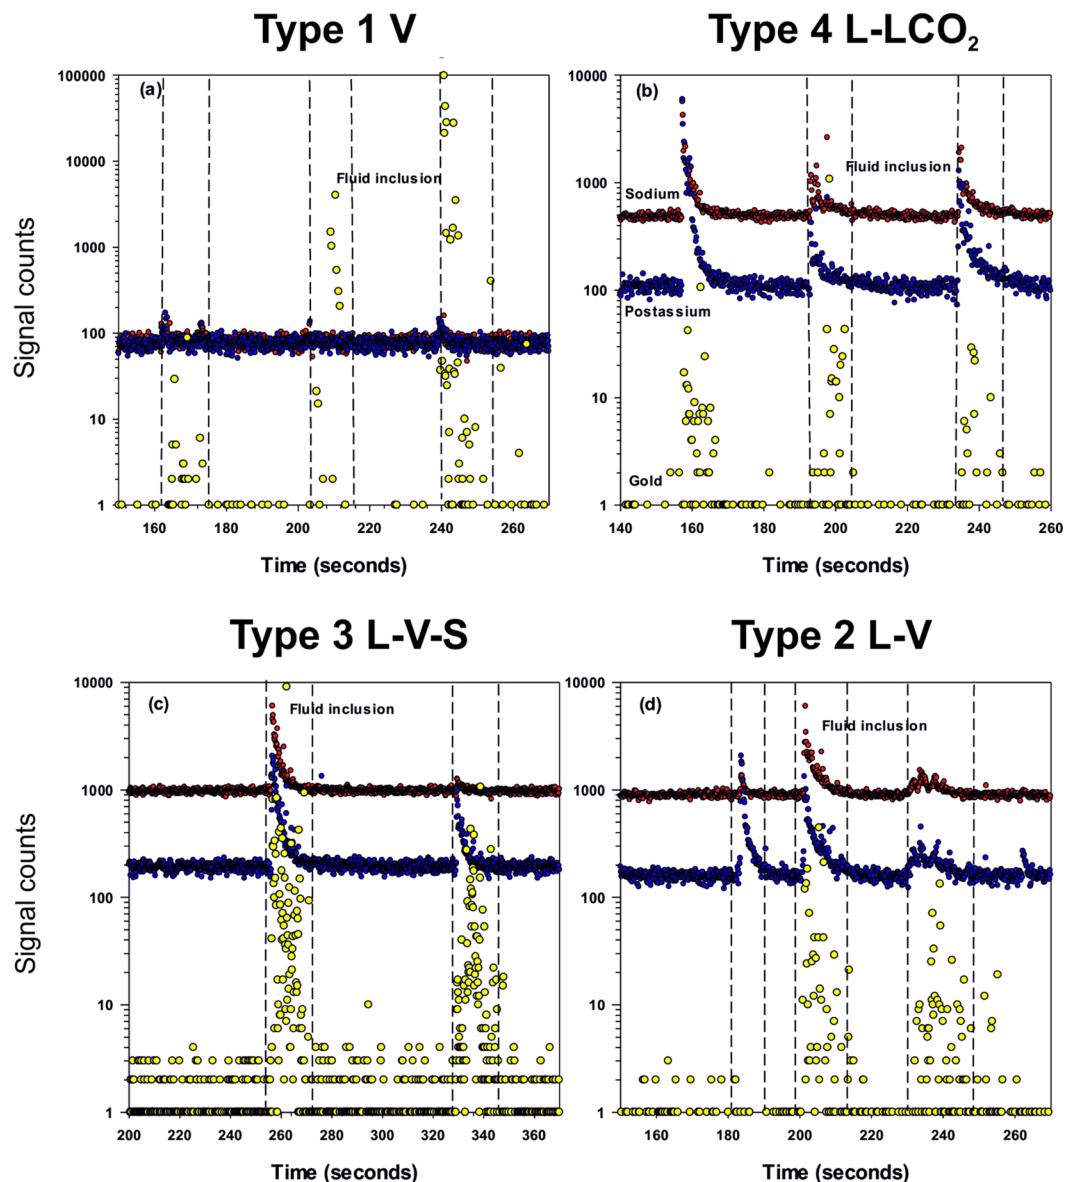 Type 1 V
Type 4 L-LCO₂
(a)
100000
10000
1000
100
10
1
Fluid inclusion
160 180 200 220 240 260
Time (seconds)
Signal counts
(b)
10000
1000
100
10
1
Sodium
Fluid inclusion
Postassium
Gold
140 160 180 200 220 240 260
Time (seconds)
Type 3 L-V-S
Type 2 L-V
(c)
10000
1000
100
10
1
Fluid inclusion
200 220 240 260 280 300 320 340 360
Time (seconds)
Signal counts
(d)
10000
1000
100
10
1
Fluid inclusion
160 180 200 220 240 260
Time (seconds)